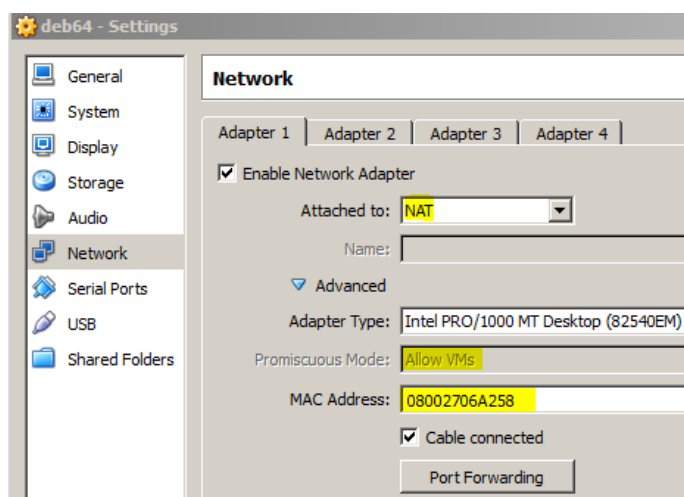 deb64 - Settings
General
System
Display
Storage
Audio
Network
Serial Ports
USB
Shared Folders
Network
Adapter 1 Adapter 2 Adapter 3 Adapter 4
Enable Network Adapter
Attached to: NAT
Name:
Advanced
Adapter Type: Intel PRO/1000 MT Desktop (82540EM)
Promiscuous Mode: Allow VMs
MAC Address: 08002706A258
Cable connected
Port Forwarding